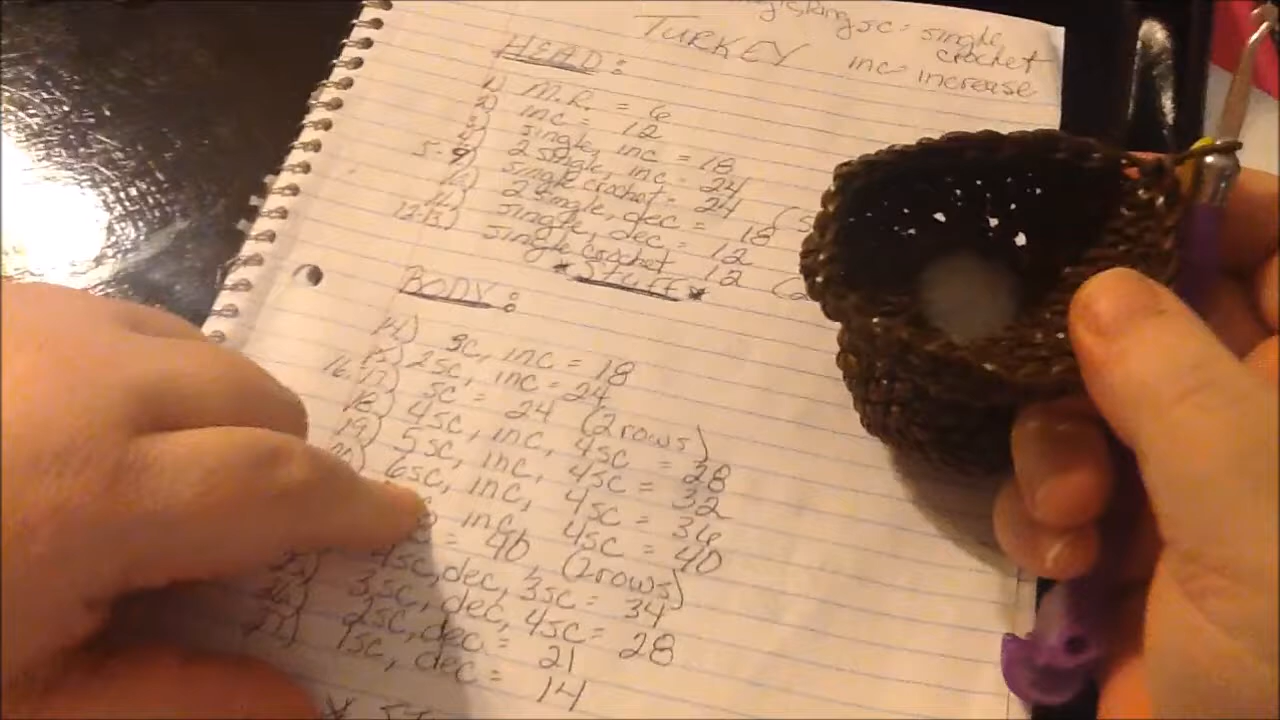 sc = single
crochet
TURKEY
inc = increase
HEAD:
1) M.R. = 6
2) inc = 12
3) single, inc = 18
2 single, inc = 24
5-9) single crochet = 24
10) 2 single, dec = 18
11) single, dec = 12
12-13) single crochet 12 (2
*STUFF*
BODY:
14) sc, inc = 18
15) 2sc, inc = 24
16-17) sc = 24 (2 rows)
18) 4sc, inc, 4sc = 28
19) 5sc, inc, 4sc = 32
20) 6sc, inc, 4sc = 36
inc, 4sc = 40
= 40 (2 rows)
4sc, dec, 3sc = 34
3sc, dec, 4sc = 28
2sc, dec = 21
27) 1sc, dec = 14